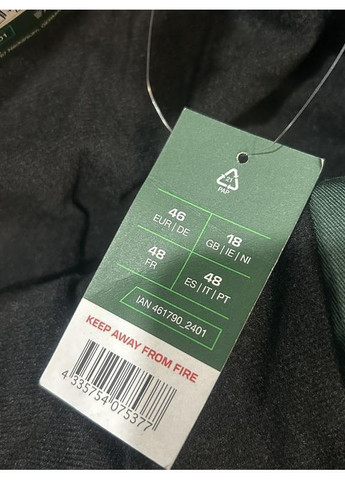 21
PAP
46
EUR|DE
18
GB|IE|NI
48
FR
48
ES|IT|PT
IAN 461790_2401
KEEP AWAY FROM FIRE
4 335754 075377